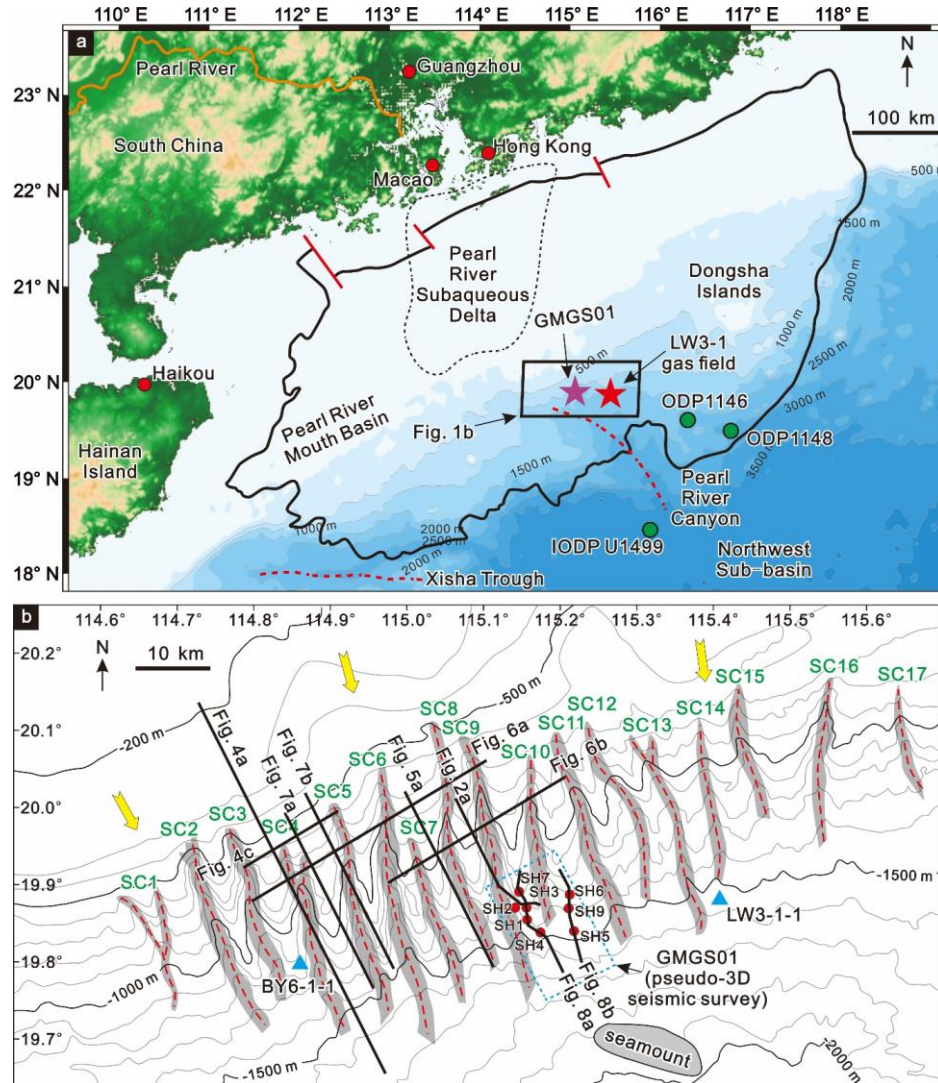 a
110°E
111°E
112°E
113°E
114°E
115°E
116°E
117°E
118°E
23°N
22°N
21°N
20°N
19°N
18°N
N
100 km
Pearl River
Guangzhou
South China
Hong Kong
Macao
500 m
1500 m
2000 m
Pearl
River
Subaqueous
Delta
Dongsha
Islands
1000 m
GMGS01
2500 m
LW3-1
gas field
500 m
3000 m
Haikou
ODP1146
ODP1148
3500 m
Pearl River
Mouth Basin
Fig. 1b
Hainan
Island
1500 m
Pearl
River
Canyon
1000 m
2000 m
2500 m
2000 m
IODP U1499
Northwest
Sub-basin
Xisha Trough
b
114.6°
114.7°
114.8°
114.9°
115.0°
115.1°
115.2°
115.3°
115.4°
115.5°
115.6°
20.2°
20.1°
20.0°
19.9°
19.8°
19.7°
N
10 km
-200 m
-500 m
SC1
SC2
SC3
SC4
SC5
SC6
SC7
SC8
SC9
SC10
SC11
SC12
SC13
SC14
SC15
SC16
SC17
Fig. 4a
Fig. 7a
Fig. 7b
Fig. 5a
Fig. 2a
Fig. 6a
Fig. 6b
Fig. 4c
SH7
SH3
SH2
SH1
SH4
SH6
SH9
SH5
-1500 m
LW3-1-1
BY6-1-1
-1000 m
GMGS01
(pseudo-3D
seismic survey)
Fig. 8a
Fig. 8b
seamount
-1500 m
-2000 m